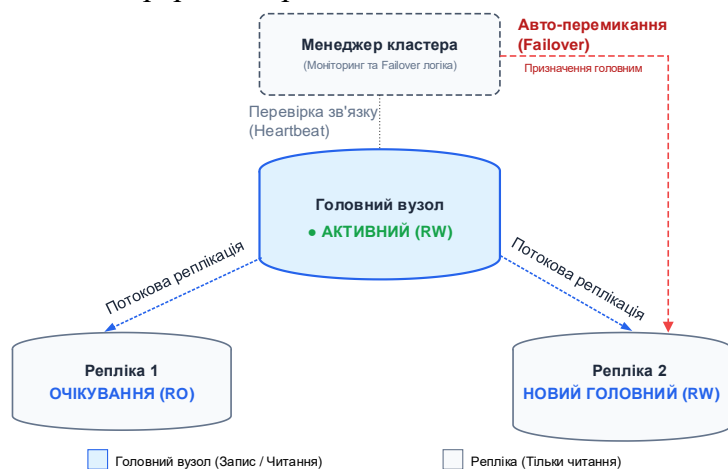 Менеджер кластера
(Моніторинг та Failover логіка)
Авто-перемикання
(Failover)
Призначення головним
Перевірка зв'язку
(Heartbeat)
Головний вузол
● АКТИВНИЙ (RW)
Потокова реплікація
Потокова реплікація
Репліка 1
ОЧІКУВАННЯ (RO)
Репліка 2
НОВИЙ ГОЛОВНИЙ (RW)
Головний вузол (Запис / Читання)
Репліка (Тільки читання)